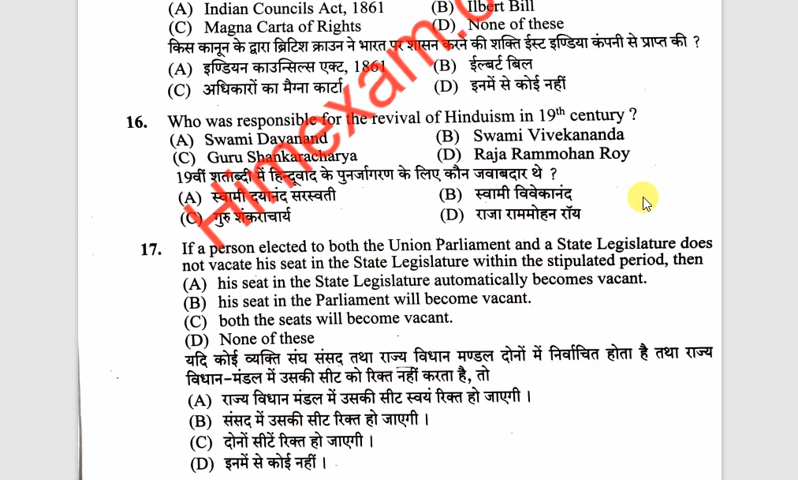 (A) Indian Councils Act, 1861 (B) Ilbert Bill
(C) Magna Carta of Rights (D) None of these
किस कानून के द्वारा ब्रिटिश क्राउन ने भारत पर शासन करने की शक्ति ईस्ट इण्डिया कंपनी से प्राप्त की ?
(A) इण्डियन काउन्सिल्स एक्ट, 1861 (B) ईल्बर्ट बिल
(C) अधिकारों का मैग्ना कार्टा (D) इनमें से कोई नहीं
16. Who was responsible for the revival of Hinduism in 19th century ?
(A) Swami Dayanand (B) Swami Vivekananda
(C) Guru Shankaracharya (D) Raja Rammohan Roy
19वीं शताब्दी में हिन्दूवाद के पुनर्जागरण के लिए कौन जवाबदार थे ?
(A) स्वामी दयानंद सरस्वती (B) स्वामी विवेकानंद
(C) गुरु शंकराचार्य (D) राजा राममोहन रॉय
17. If a person elected to both the Union Parliament and a State Legislature does
not vacate his seat in the State Legislature within the stipulated period, then
(A) his seat in the State Legislature automatically becomes vacant.
(B) his seat in the Parliament will become vacant.
(C) both the seats will become vacant.
(D) None of these
यदि कोई व्यक्ति संघ संसद तथा राज्य विधान मण्डल दोनों में निर्वाचित होता है तथा राज्य
विधान-मंडल में उसकी सीट को रिक्त नहीं करता है, तो
(A) राज्य विधान मंडल में उसकी सीट स्वयं रिक्त हो जाएगी ।
(B) संसद में उसकी सीट रिक्त हो जाएगी ।
(C) दोनों सीटें रिक्त हो जाएगी ।
(D) इनमें से कोई नहीं ।
Himexam.c